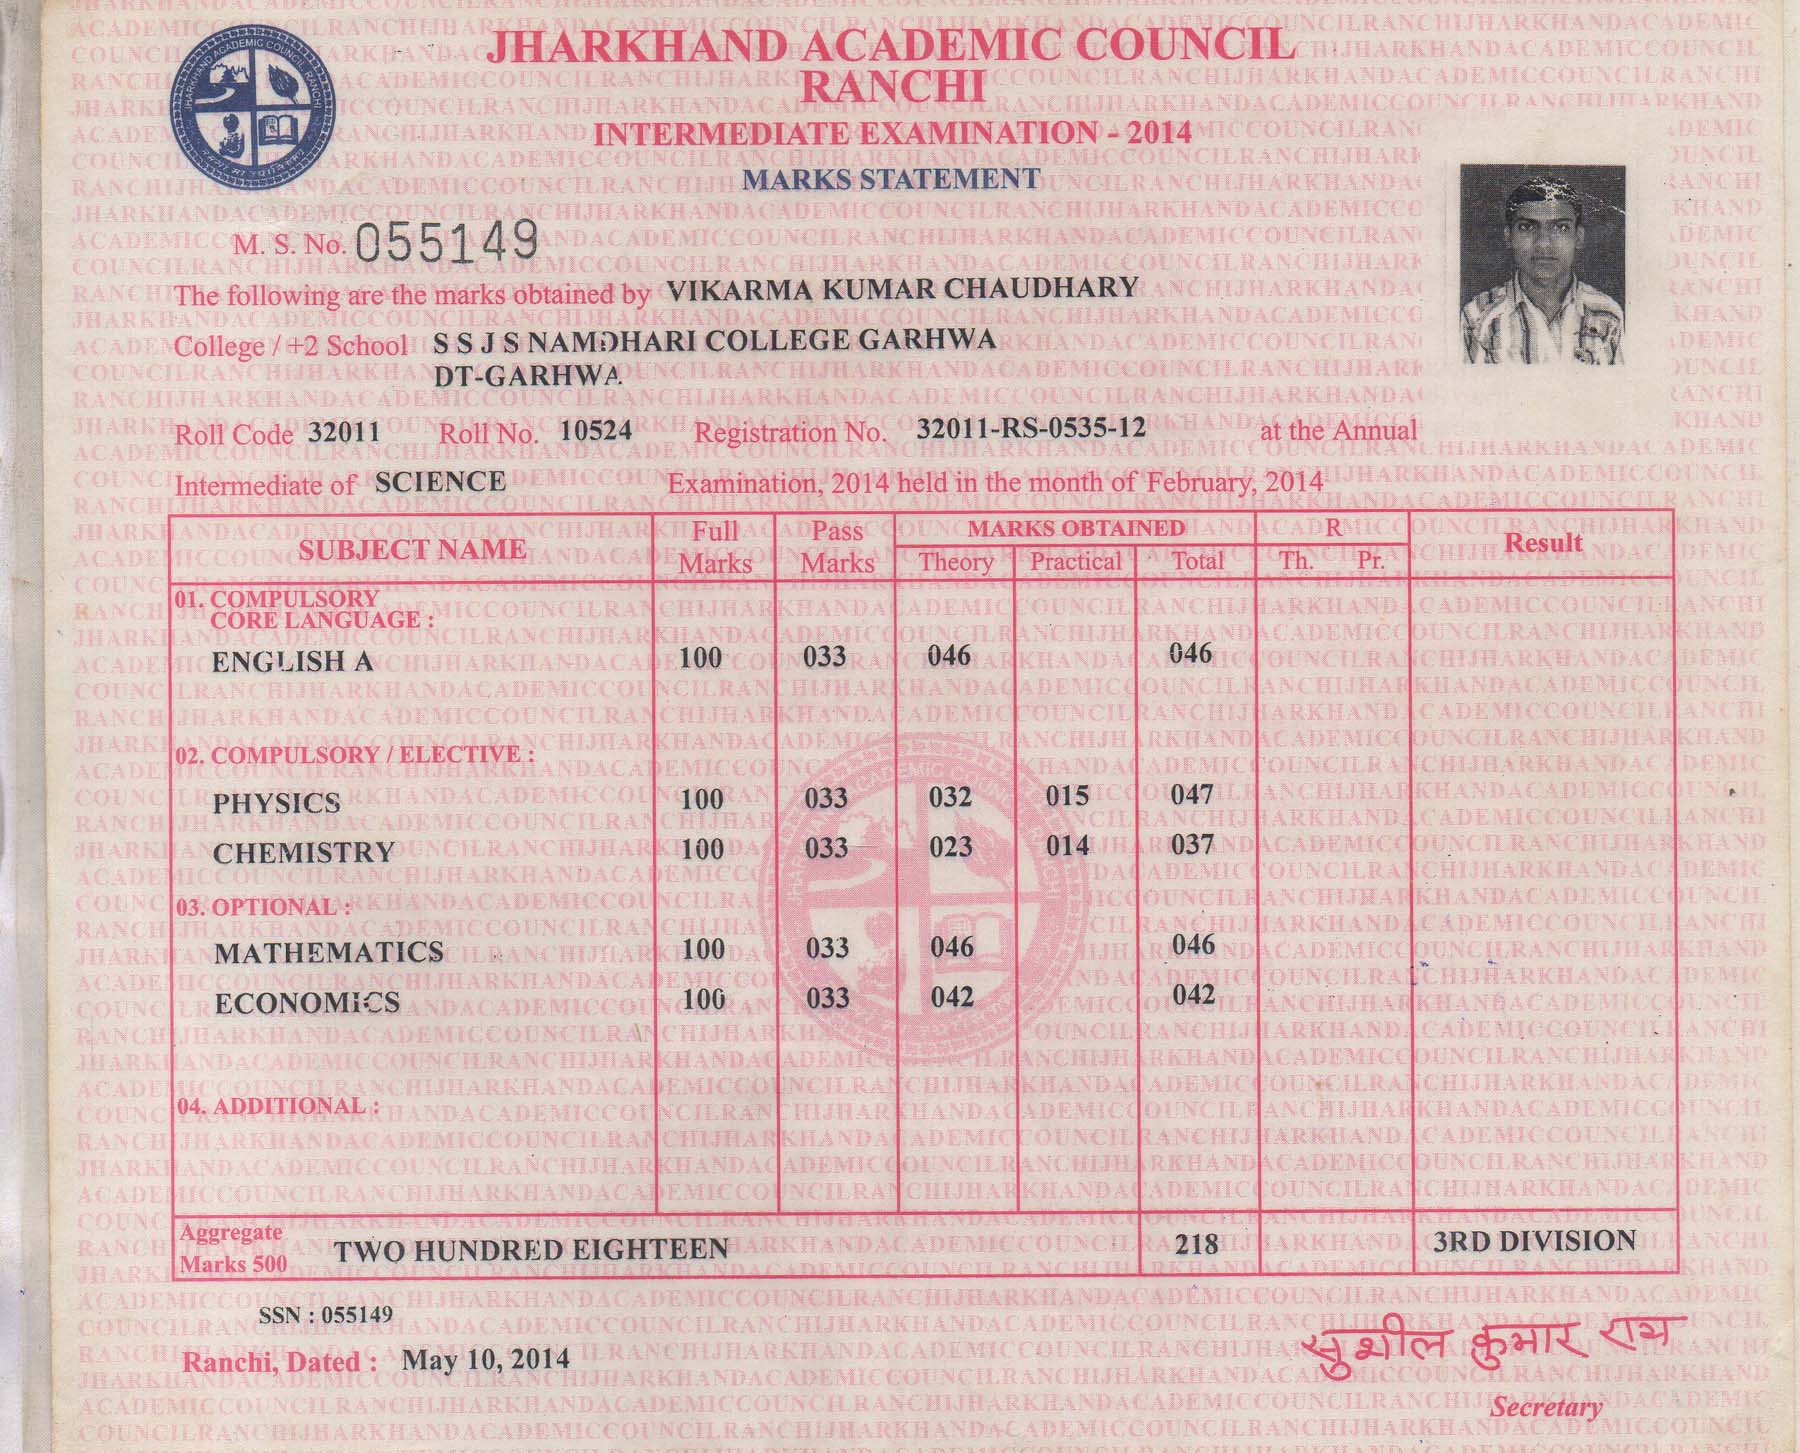 JHARKHAND ACADEMIC COUNCIL
RANCHI
INTERMEDIATE EXAMINATION - 2014
MARKS STATEMENT
M. S. No. 055149
The following are the marks obtained by VIKARMA KUMAR CHAUDHARY
College / +2 School S S J S NAMDHARI COLLEGE GARHWA
DT-GARHWA
Roll Code 32011 Roll No. 10524 Registration No. 32011-RS-0535-12 at the Annual
Intermediate of SCIENCE Examination, 2014 held in the month of February, 2014
SUBJECT NAME Full Marks Pass Marks MARKS OBTAINED R Result
Theory Practical Total Th. Pr.
01. COMPULSORY
CORE LANGUAGE :
ENGLISH A 100 033 046 046
02. COMPULSORY / ELECTIVE :
PHYSICS 100 033 032 015 047
CHEMISTRY 100 033 023 014 037
03. OPTIONAL :
MATHEMATICS 100 033 046 046
ECONOMICS 100 033 042 042
04. ADDITIONAL :
Aggregate
Marks 500 TWO HUNDRED EIGHTEEN 218 3RD DIVISION
SSN : 055149
Ranchi, Dated : May 10, 2014
सुशील कुमार राय
Secretary